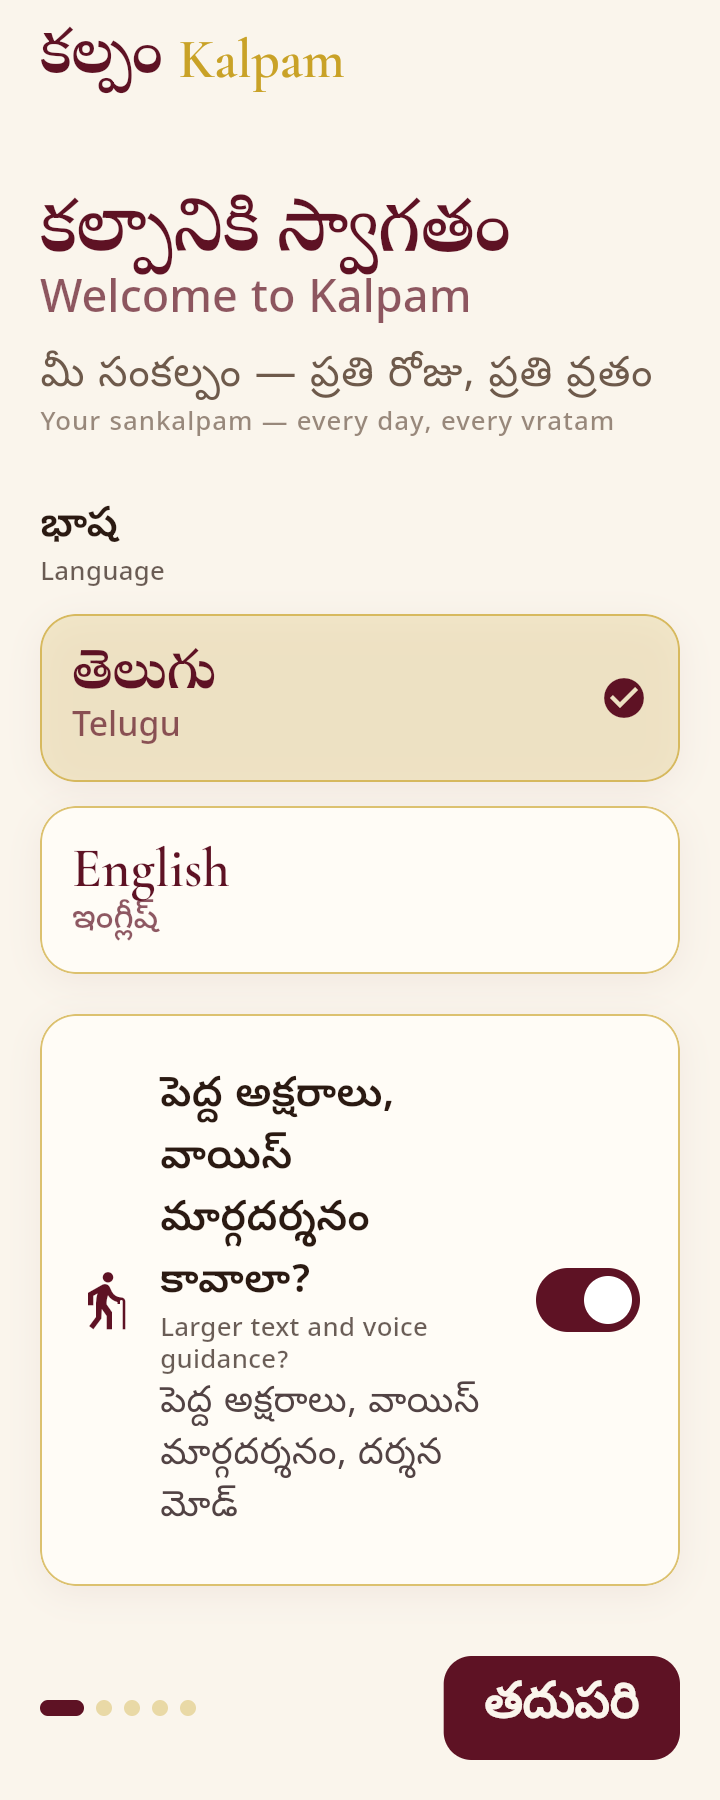 కల్పం Kalpam
కల్పానికి స్వాగతం
Welcome to Kalpam
మీ సంకల్పం — ప్రతి రోజు, ప్రతి వ్రతం
Your sankalpam — every day, every vratam
భాష
Language
తెలుగు
Telugu
English
ఇంగ్లీష్
పెద్ద అక్షరాలు,
వాయిస్
మార్గదర్శనం
కావాలా?
Larger text and voice
guidance?
పెద్ద అక్షరాలు, వాయిస్
మార్గదర్శనం, దర్శన
మోడ్
తదుపరి